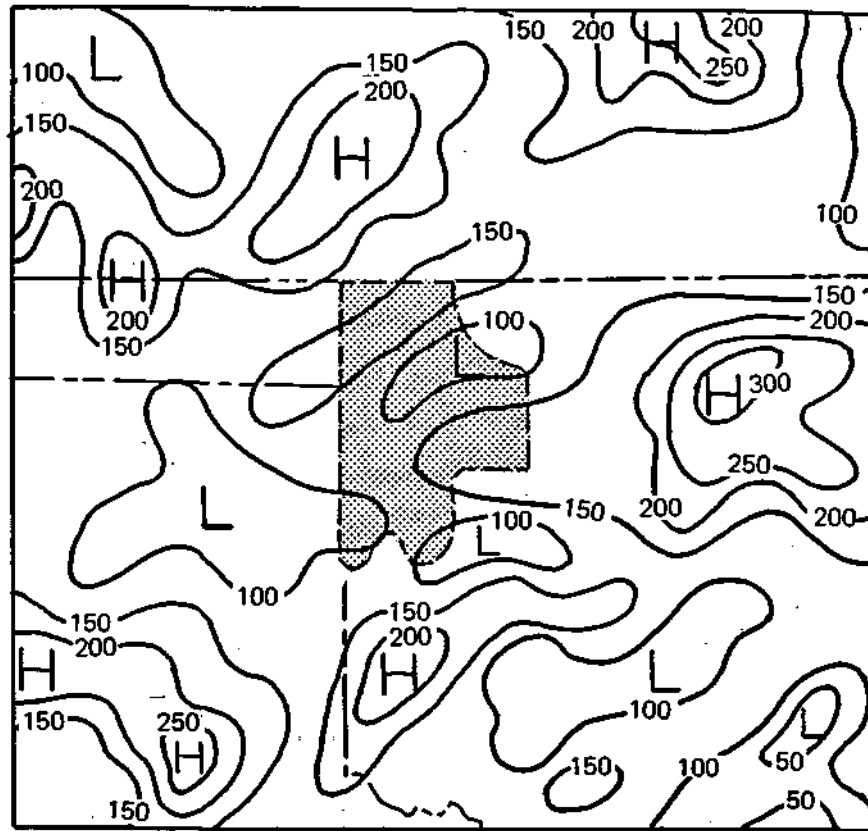 150 200 H 200
L 150
100 200 250
150 H
200 100
150
H 200 150 150
100 200
L
H 300
250
L 150 200 200
100
L
100
150 150
200 200
H H L
150 250 100
H L
150 100 50
150 50